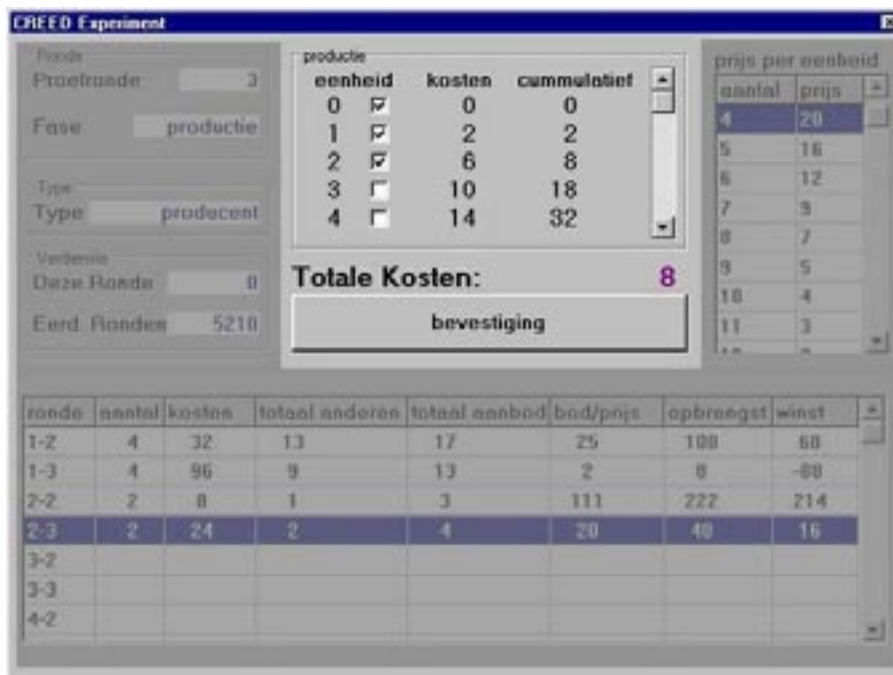 CREED Experiment
Ronde
Proefronde 3
Fase productie
Type
Type producent
Verdienste
Deze Ronde 0
Eerd. Ronden 5210
productie
eenheid kosten cummulatief
0 0 0
1 2 2
2 6 8
3 10 18
4 14 32
Totale Kosten: 8
bevestiging
prijs per eenheid
aantal prijs
4 20
5 16
6 12
7 9
8 7
9 5
10 4
11 3
ronde aantal kosten totaal anderen totaal aanbod bod/prijs opbrengst winst
1-2 4 32 13 17 25 100 68
1-3 4 96 9 13 2 8 -88
2-2 2 8 1 3 111 222 214
2-3 2 24 2 4 20 40 16
3-2
3-3
4-2